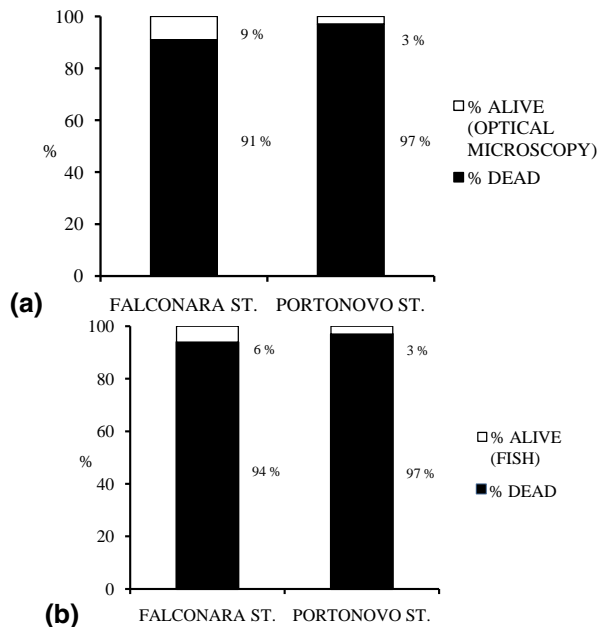 100
80
60
40
20
0
%
9 %
3 %
91 %
97 %
% ALIVE
(OPTICAL
MICROSCOPY)
% DEAD
(a)
FALCONARA ST.
PORTONOVO ST.
100
80
60
40
20
0
%
6 %
3 %
94 %
97 %
% ALIVE
(FISH)
% DEAD
(b)
FALCONARA ST.
PORTONOVO ST.